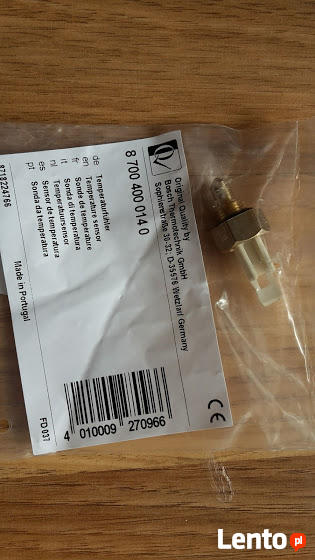 Original Quality by
Bosch Thermotechnik GmbH
Sophienstraße 30-32, D-35576 Wetzlar/ Germany
8 700 400 014 0
de Temperaturfühler
en Temperature sensor
fr Sonde de température
it Sonda di temperatura
nl Temperatuursensor
es Sensor de temperatura
pt Sonda da temperatura
8718224766
Made in Portugal
FD 037
4 010009 270966
CE
Lento pl